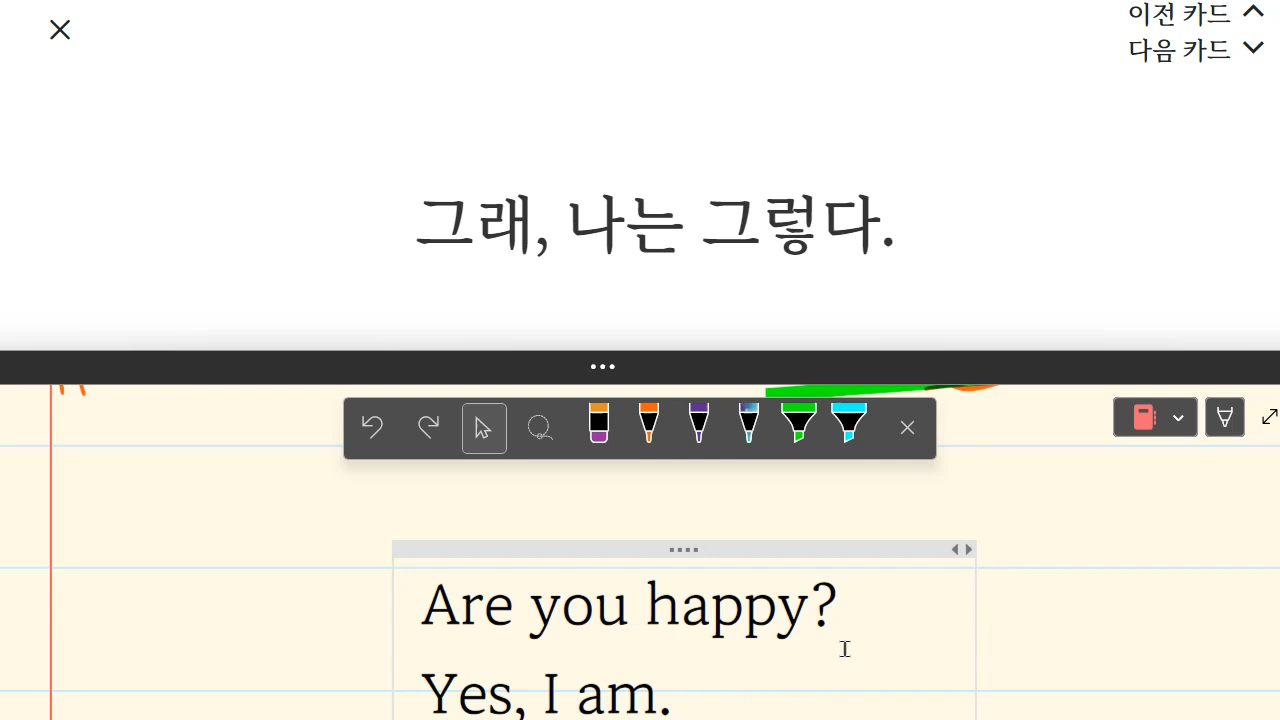 이전 카드
다음 카드
그래, 나는 그렇다.
Are you happy?
Yes, I am.